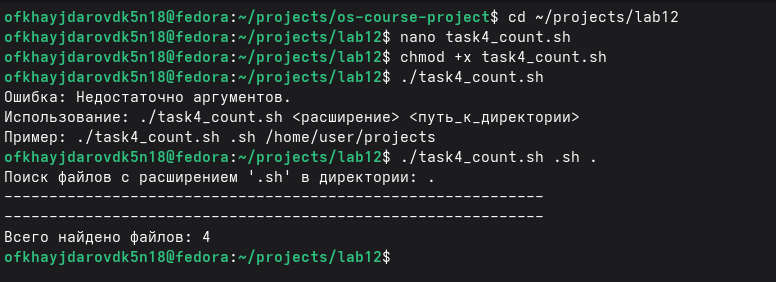 ofkhayjdarovdk5n18@fedora:~/projects/os-course-project$ cd ~/projects/lab12
ofkhayjdarovdk5n18@fedora:~/projects/lab12$ nano task4_count.sh
ofkhayjdarovdk5n18@fedora:~/projects/lab12$ chmod +x task4_count.sh
ofkhayjdarovdk5n18@fedora:~/projects/lab12$ ./task4_count.sh
Ошибка: Недостаточно аргументов.
Использование: ./task4_count.sh <расширение> <путь_к_директории>
Пример: ./task4_count.sh .sh /home/user/projects
ofkhayjdarovdk5n18@fedora:~/projects/lab12$ ./task4_count.sh .sh .
Поиск файлов с расширением '.sh' в директории: .
------------------------------------------------------------
------------------------------------------------------------
Всего найдено файлов: 4
ofkhayjdarovdk5n18@fedora:~/projects/lab12$